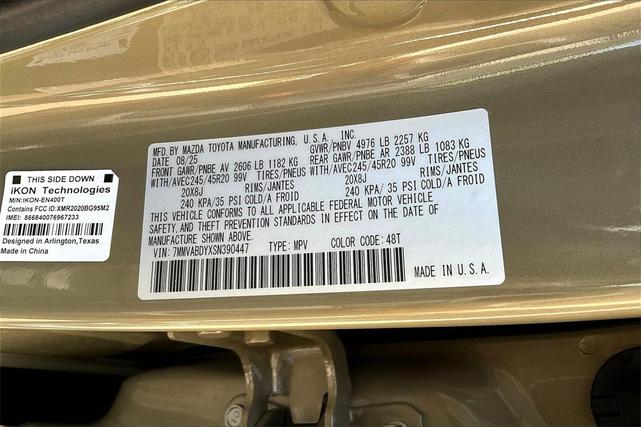 THIS SIDE DOWN
iKON Technologies
M/N:IKON-EN400T
Contains FCC ID:XMR2020BG95M2
IMEI: 866840076967233
Designed in Arlington,Texas
Made in China
MFD. BY MAZDA TOYOTA MANUFACTURING, U.S.A., INC.
DATE 08/25 GVWR/PNBV 4976 LB 2257 KG
FRONT GAWR/PNBE AV 2606 LB 1182 KG REAR GAWR/PNBE AR 2388 LB 1083 KG
WITH/AVEC245/45R20 99V TIRES/PNEUS WITH/AVEC245/45R20 99V TIRES/PNEUS
20X8J RIMS/JANTES 20X8J RIMS/JANTES
240 KPA/ 35 PSI COLD/A FROID 240 KPA/ 35 PSI COLD/A FROID
THIS VEHICLE CONFORMS TO ALL APPLICABLE FEDERAL MOTOR VEHICLE
SAFETY, AND THEFT PREVENTION STANDARDS IN EFFECT ON THE DATE OF
MANUFACTURE SHOWN ABOVE.
VIN: 7MMVABDYXSN390447 TYPE: MPV COLOR CODE: 48T
MADE IN U.S.A.